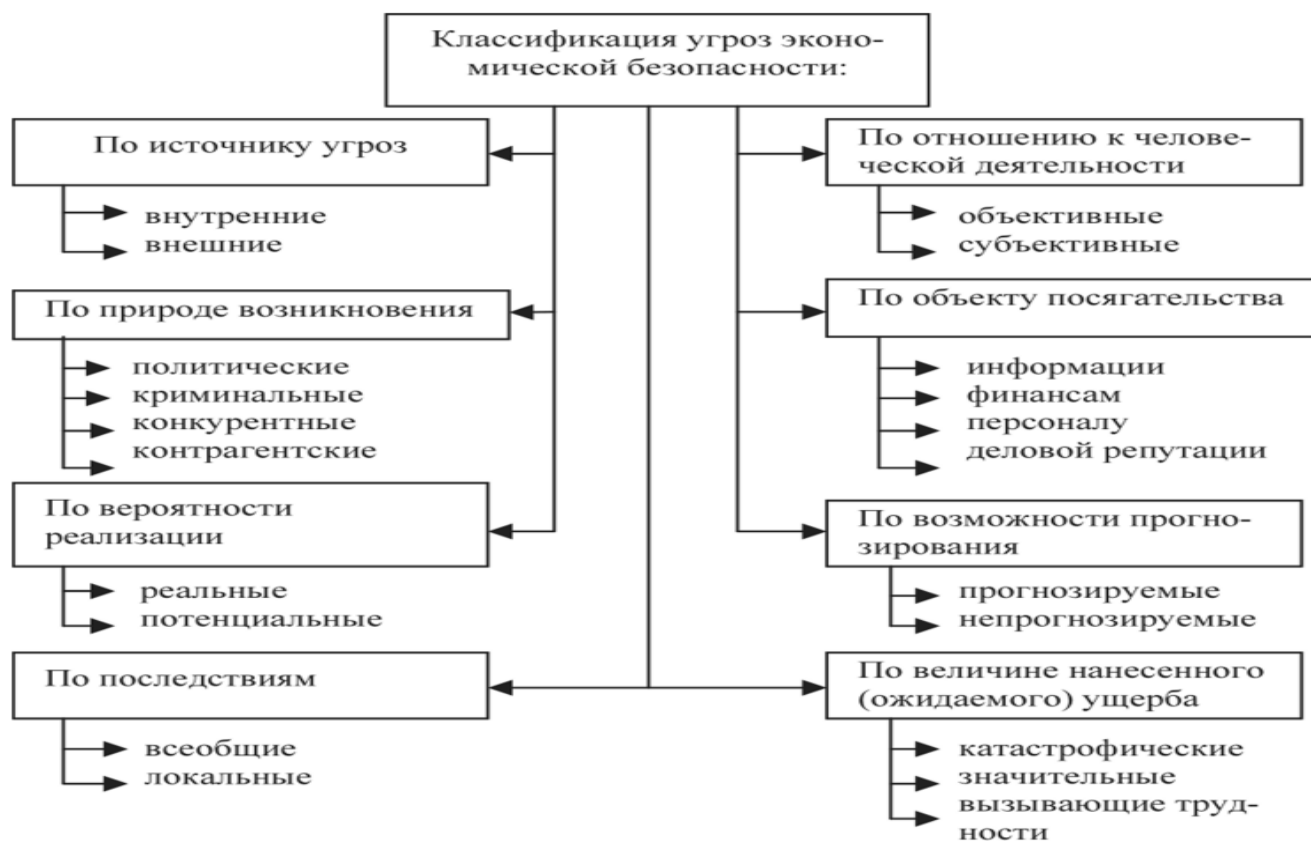 Классификация угроз эконо-
мической безопасности:
По источнику угроз
внутренние
внешние
По природе возникновения
политические
криминальные
конкурентные
контрагентские
По вероятности
реализации
реальные
потенциальные
По последствиям
всеобщие
локальные
По отношению к челове-
ческой деятельности
объективные
субъективные
По объекту посягательства
информации
финансам
персоналу
деловой репутации
По возможности прогно-
зирования
прогнозируемые
непрогнозируемые
По величине нанесенного
(ожидаемого) ущерба
катастрофические
значительные
вызывающие труд-
ности